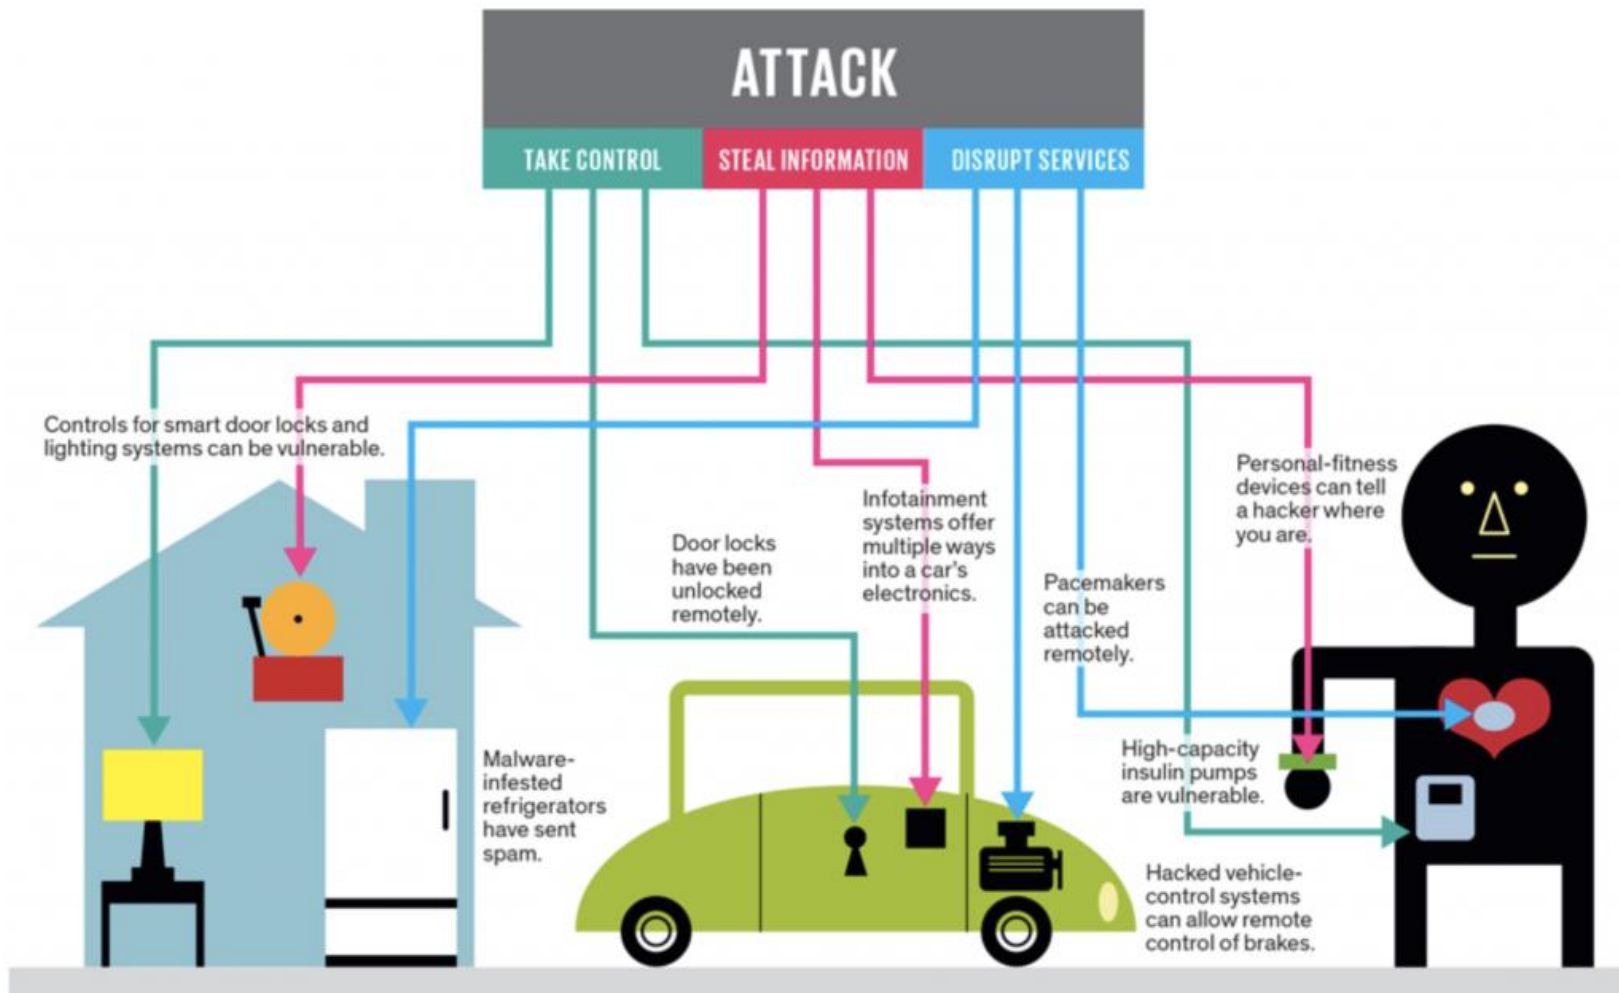 ATTACK
TAKE CONTROL
STEAL INFORMATION
DISRUPT SERVICES
Controls for smart door locks and
lighting systems can be vulnerable.
Malware-
infested
refrigerators
have sent
spam.
Door locks
have been
unlocked
remotely.
Infotainment
systems offer
multiple ways
into a car's
electronics.
Pacemakers
can be
attacked
remotely.
Personal-fitness
devices can tell
a hacker where
you are.
High-capacity
insulin pumps
are vulnerable.
Hacked vehicle-
control systems
can allow remote
control of brakes.